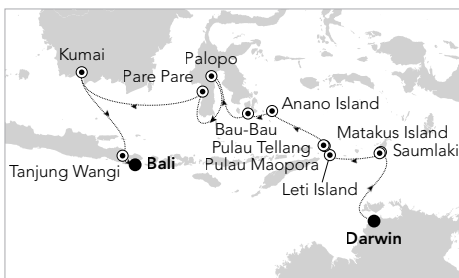 Kumai
Palopo
Pare Pare
Anano Island
Bau-Bau
Matakus Island
Pulau Tellang
Saumlaki
Pulau Maopora
Tanjung Wangi
Bali
Leti Island
Darwin